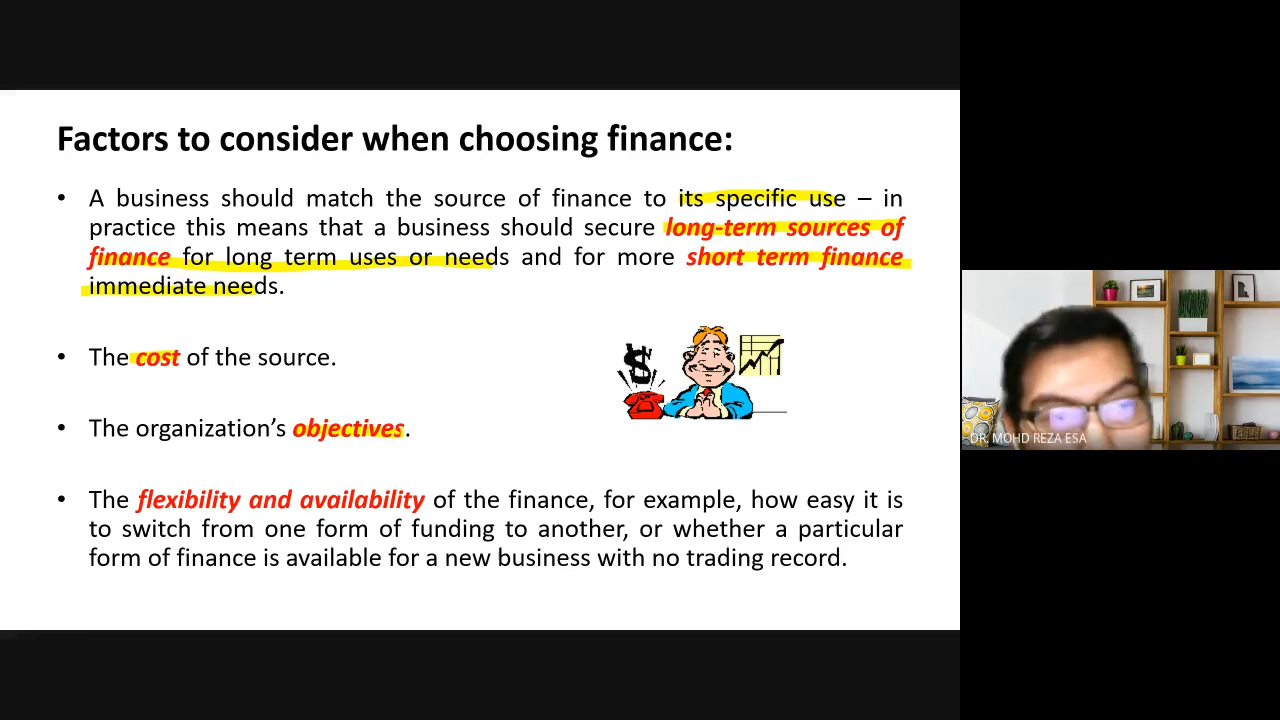 Factors to consider when choosing finance:
• A business should match the source of finance to its specific use – in
practice this means that a business should secure long-term sources of
finance for long term uses or needs and for more short term finance
immediate needs.
• The cost of the source.
$
• The organization’s objectives.
• The flexibility and availability of the finance, for example, how easy it is
to switch from one form of funding to another, or whether a particular
form of finance is available for a new business with no trading record.
DR. MOHD REZA ESA